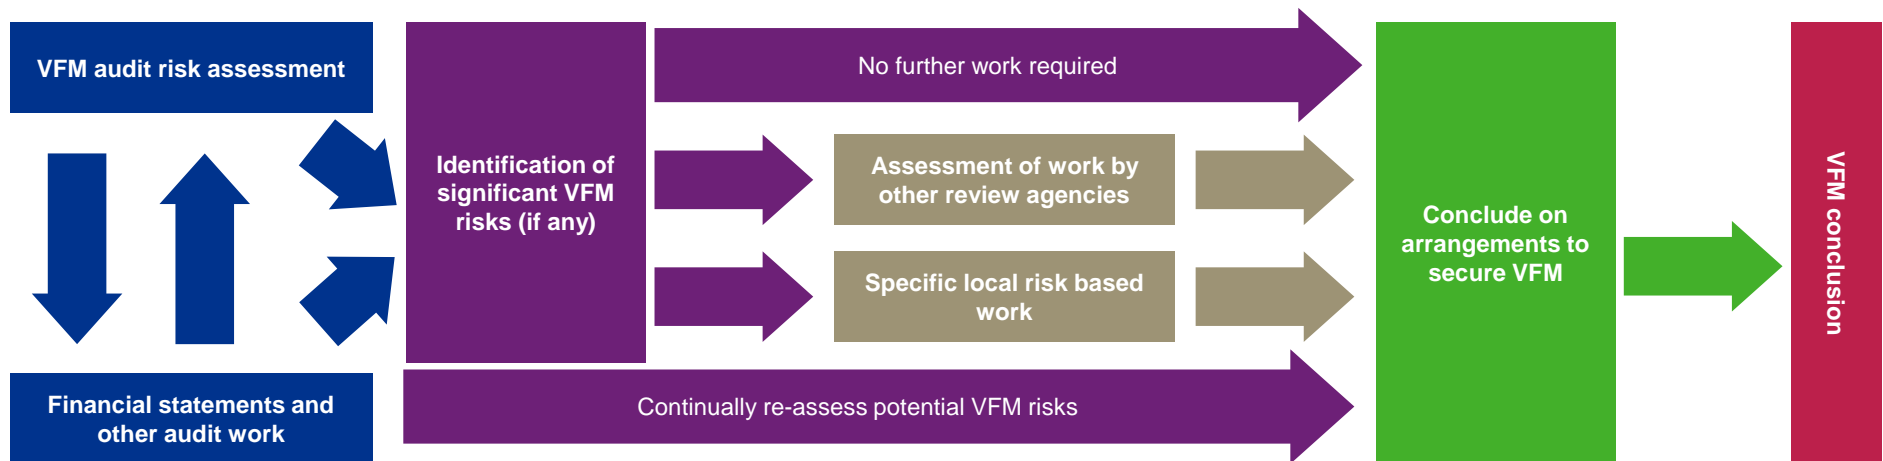 VFM audit risk assessment
Financial statements and
other audit work
Identification of
significant VFM
risks (if any)
No further work required
Assessment of work by
other review agencies
Specific local risk based
work
Continually re-assess potential VFM risks
Conclude on
arrangements to
secure VFM
VFM conclusion